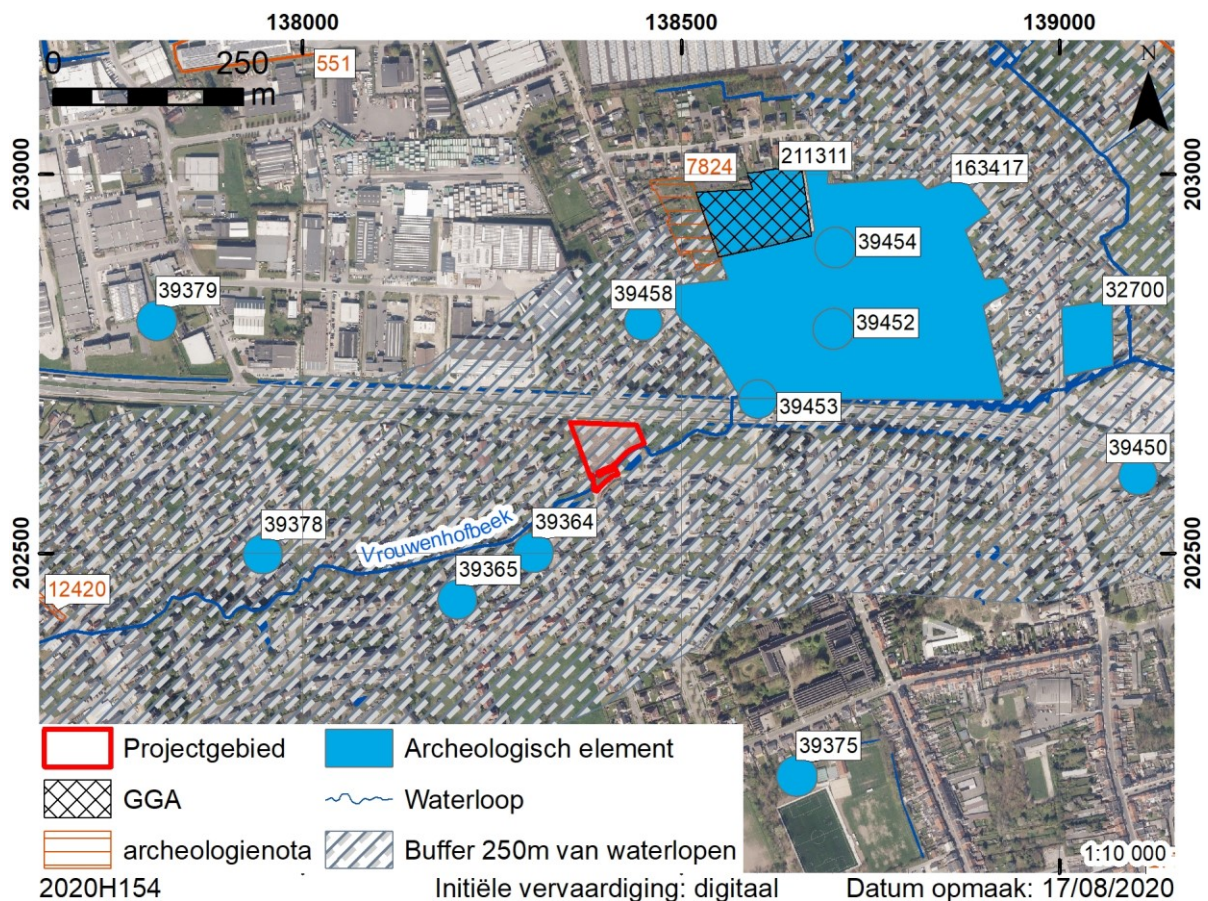 138000 138500 139000
0 250
m
551
N
203000
7824
211311
163417
203000
39454
39379
39458
32700
39452
39453
39450
39378
39364
Vrouwenhofbeek
202500
39365
202500
12420
39375
Projectgebied
Archeologisch element
GGA
Waterloop
archeologienota
Buffer 250m van waterlopen
1:10 000
2020H154
Initiële vervaardiging: digitaal
Datum opmaak: 17/08/2020